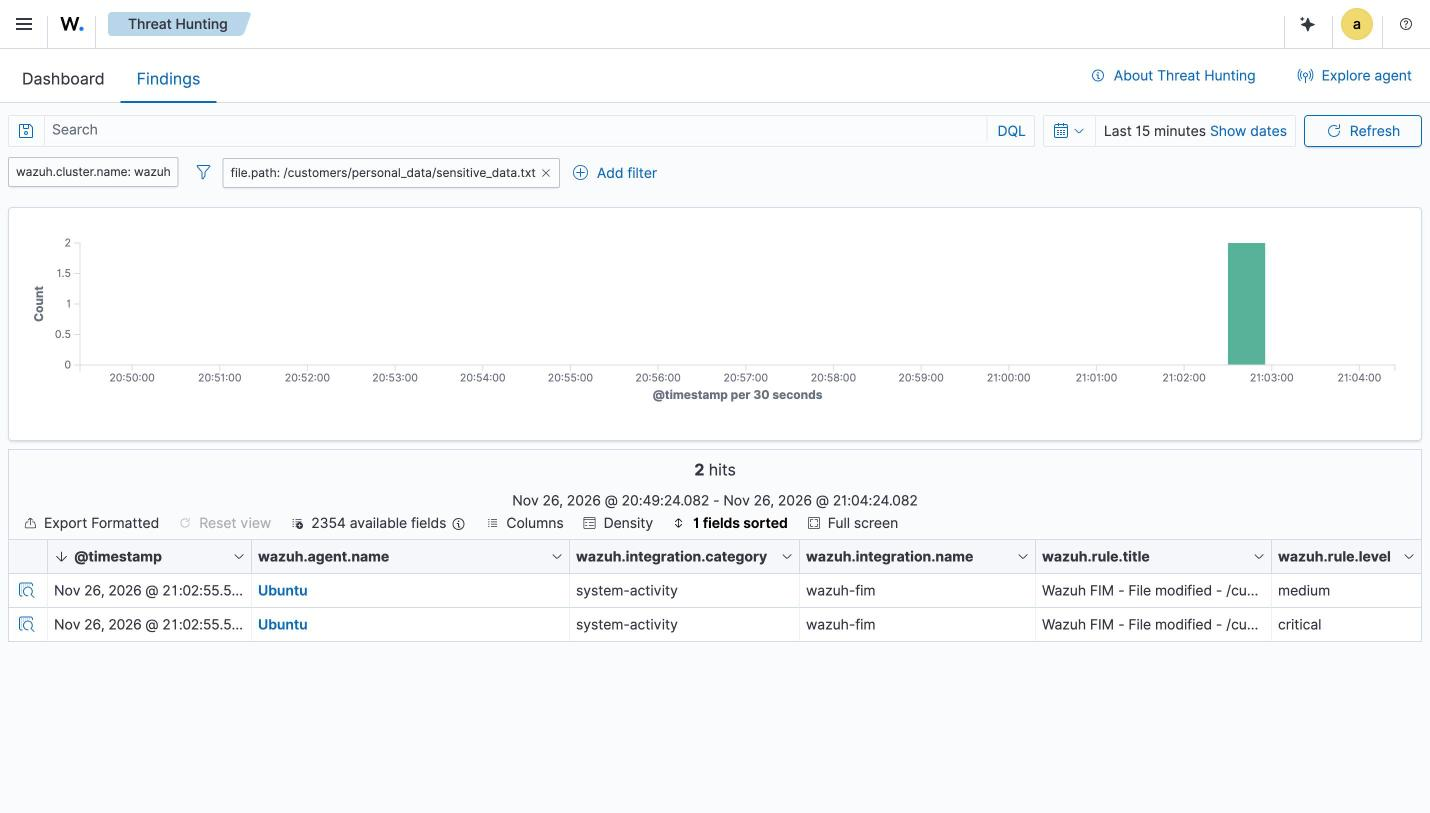 W. Threat Hunting a
Dashboard Findings About Threat Hunting Explore agent
Search DQL Last 15 minutes Show dates Refresh
wazuh.cluster.name: wazuh file.path: /customers/personal_data/sensitive_data.txt × Add filter
2
1.5
1
0.5
0
Count
20:50:00 20:51:00 20:52:00 20:53:00 20:54:00 20:55:00 20:56:00 20:57:00 20:58:00 20:59:00 21:00:00 21:01:00 21:02:00 21:03:00 21:04:00
@timestamp per 30 seconds
2 hits
Nov 26, 2026 @ 20:49:24.082 - Nov 26, 2026 @ 21:04:24.082
Export Formatted Reset view 2354 available fields Columns Density 1 fields sorted Full screen
@timestamp wazuh.agent.name wazuh.integration.category wazuh.integration.name wazuh.rule.title wazuh.rule.level
Nov 26, 2026 @ 21:02:55.5... Ubuntu system-activity wazuh-fim Wazuh FIM - File modified - /cu... medium
Nov 26, 2026 @ 21:02:55.5... Ubuntu system-activity wazuh-fim Wazuh FIM - File modified - /cu... critical